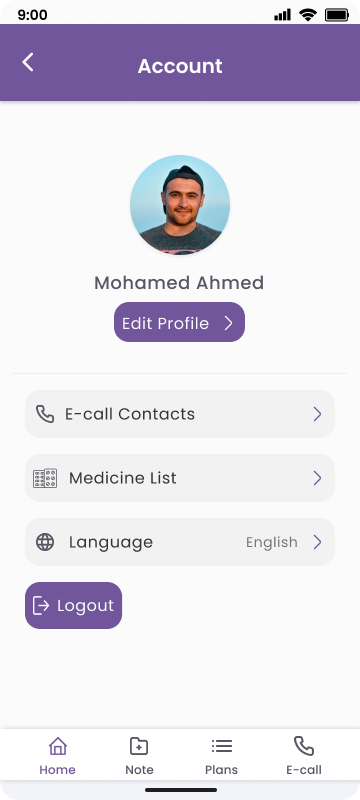 9:00
Account
Mohamed Ahmed
Edit Profile
E-call Contacts
Medicine List
Language English
Logout
Home Note Plans E-call